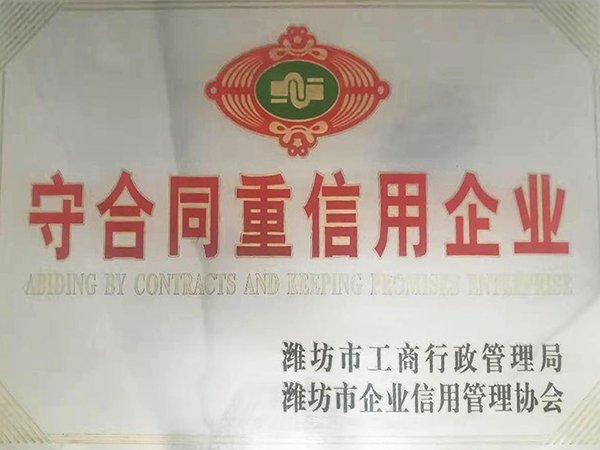 守合同重信用企业
ABIDING BY CONTRACTS AND KEEPING PROMISES ENTERPRISE
潍坊市工商行政管理局
潍坊市企业信用管理协会